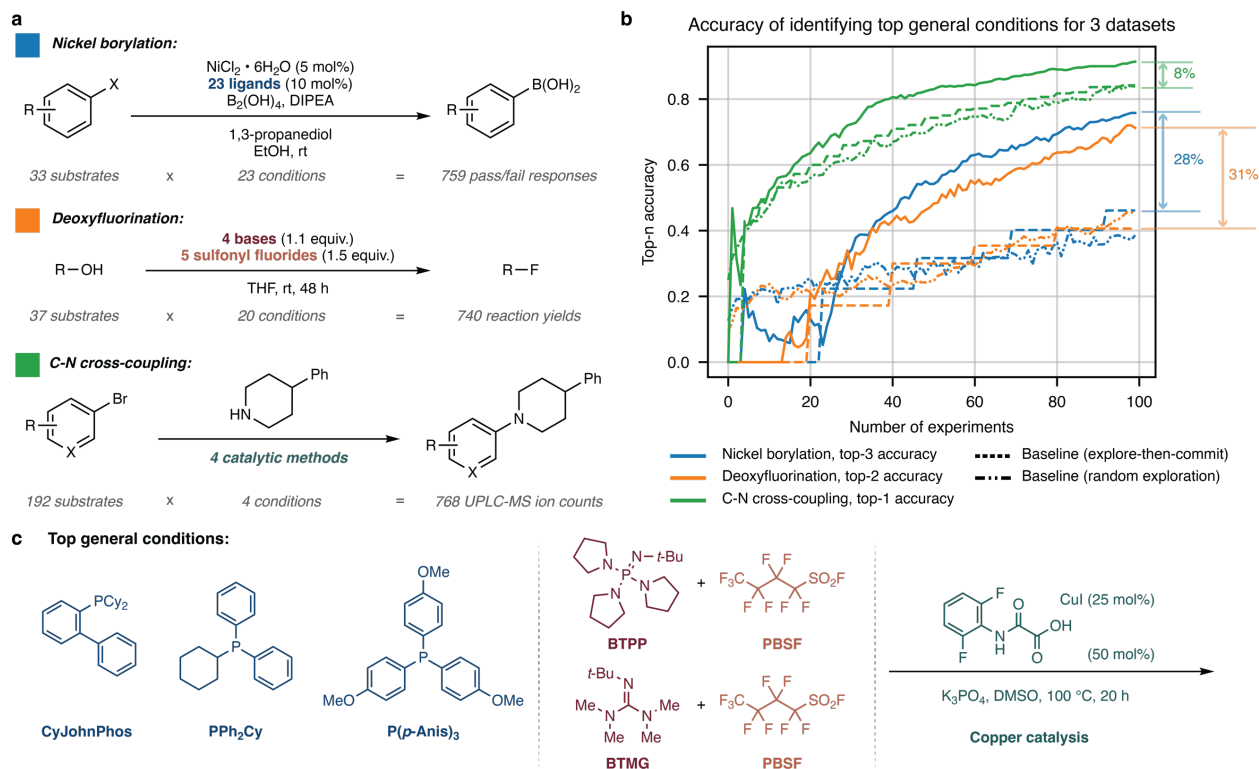 a
Nickel borylation:
R
X
NiCl2 • 6H2O (5 mol%)
23 ligands (10 mol%)
B2(OH)4, DIPEA
1,3-propanediol
EtOH, rt
R
B(OH)2
33 substrates x 23 conditions = 759 pass/fail responses
Deoxyfluorination:
R–OH
4 bases (1.1 equiv.)
5 sulfonyl fluorides (1.5 equiv.)
THF, rt, 48 h
R–F
37 substrates x 20 conditions = 740 reaction yields
C-N cross-coupling:
R
X
Br
HN
Ph
4 catalytic methods
R
X
N
Ph
192 substrates x 4 conditions = 768 UPLC-MS ion counts
b
Accuracy of identifying top general conditions for 3 datasets
Top-n accuracy
0.8
0.6
0.4
0.2
0.0
0 20 40 60 80 100
Number of experiments
8%
28%
31%
Nickel borylation, top-3 accuracy
Deoxyfluorination, top-2 accuracy
C-N cross-coupling, top-1 accuracy
Baseline (explore-then-commit)
Baseline (random exploration)
c
Top general conditions:
PCy2
CyJohnPhos
P
PPh2Cy
OMe
P
MeO
OMe
P(p-Anis)3
N
t-Bu
N
P
N
N
BTPP
+
F F
F3C
SO2F
F F F F
PBSF
t-Bu
N
Me
N
N
Me
Me
Me
BTMG
+
F F
F3C
SO2F
F F F F
PBSF
F
O
OH
N
H
O
F
CuI (25 mol%)
(50 mol%)
K3PO4, DMSO, 100 °C, 20 h
Copper catalysis